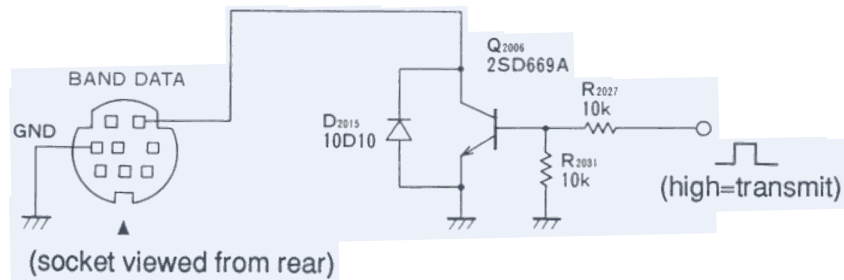 Q2006
2SD669A
BAND DATA
GND
D2015
10D10
R2027
10k
R2031
10k
(high=transmit)
(socket viewed from rear)